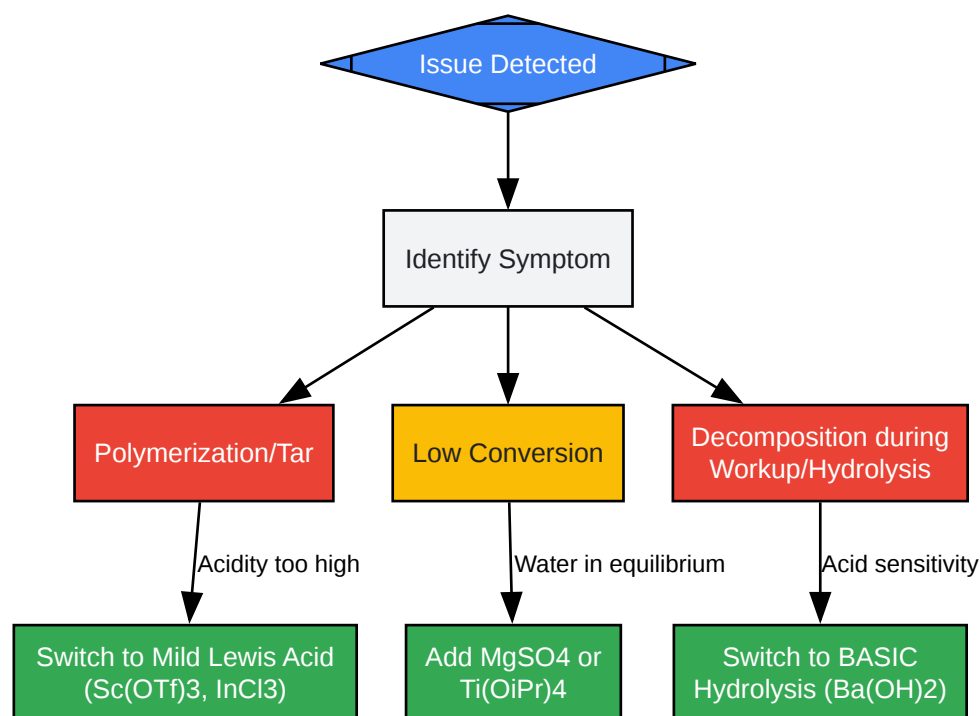 Issue Detected
Identify Symptom
Polymerization/Tar
Low Conversion
Decomposition during
Workup/Hydrolysis
Acidity too high
Water in equilibrium
Acid sensitivity
Switch to Mild Lewis Acid
(Sc(OTf)3, InCl3)
Add MgSO4 or
Ti(OiPr)4
Switch to BASIC
Hydrolysis (Ba(OH)2)